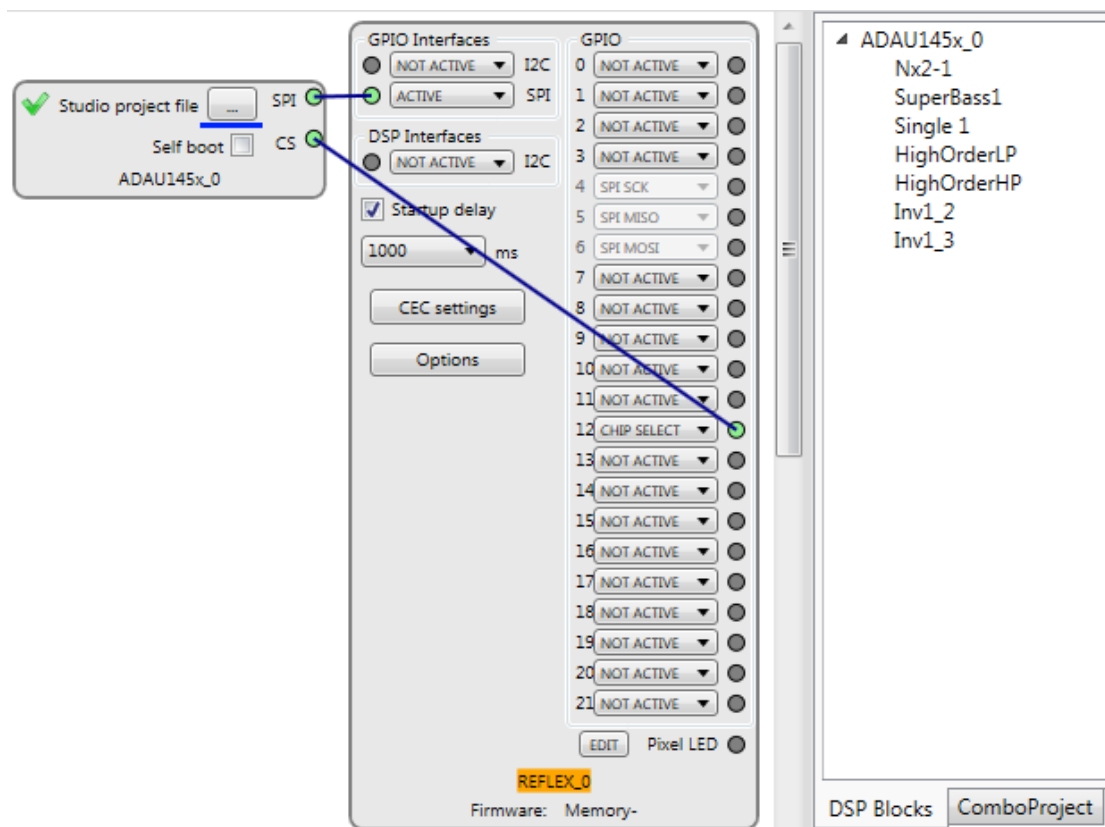 Studio project file ... SPI
Self boot CS
ADAU145x_0
GPIO Interfaces
NOT ACTIVE I2C
ACTIVE SPI
DSP Interfaces
NOT ACTIVE I2C
Startup delay
1000 ms
CEC settings
Options
GPIO
0 NOT ACTIVE
1 NOT ACTIVE
2 NOT ACTIVE
3 NOT ACTIVE
4 SPI SCK
5 SPI MISO
6 SPI MOSI
7 NOT ACTIVE
8 NOT ACTIVE
9 NOT ACTIVE
10 NOT ACTIVE
11 NOT ACTIVE
12 CHIP SELECT
13 NOT ACTIVE
14 NOT ACTIVE
15 NOT ACTIVE
16 NOT ACTIVE
17 NOT ACTIVE
18 NOT ACTIVE
19 NOT ACTIVE
20 NOT ACTIVE
21 NOT ACTIVE
EDIT Pixel LED
REFLEX_0
Firmware: Memory-
ADAU145x_0
Nx2-1
SuperBass1
Single 1
HighOrderLP
HighOrderHP
Inv1_2
Inv1_3
DSP Blocks ComboProject